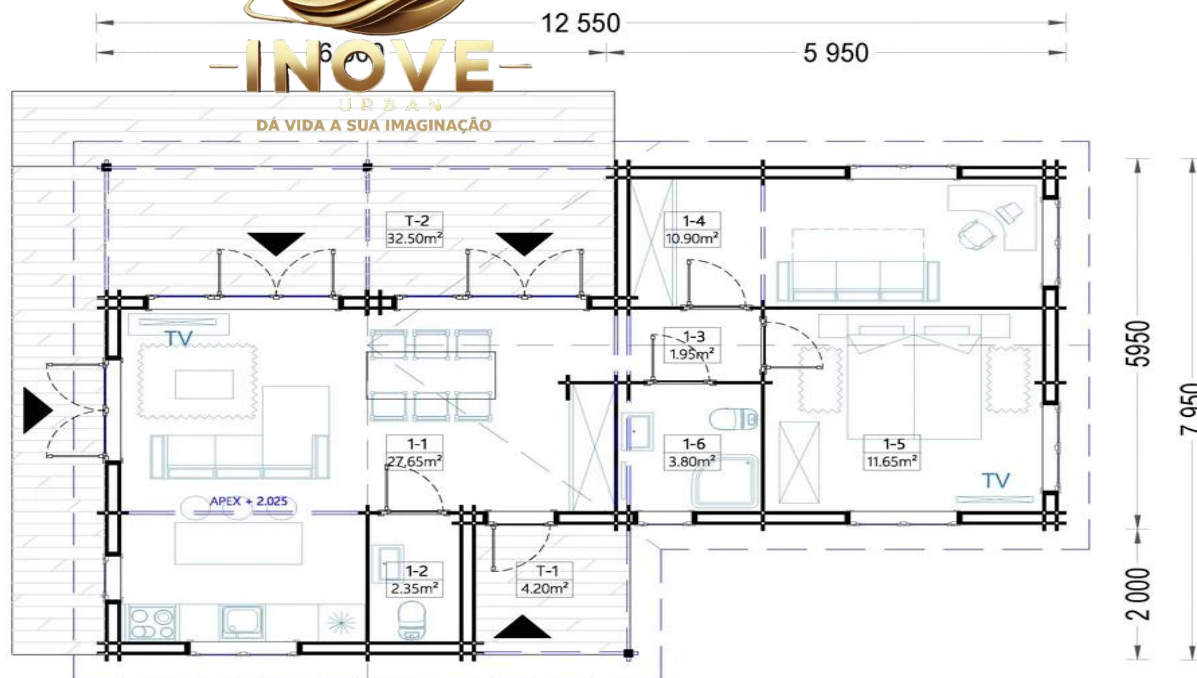 12 550
5 950
INOVE
URBAN
DÁ VIDA A SUA IMAGINAÇÃO
T-2
32.50m²
1-4
10.90m²
TV
1-3
1.95m²
5950
7 950
1-1
27.65m²
1-6
3.80m²
1-5
11.65m²
TV
APEX + 2.025
1-2
2.35m²
T-1
4.20m²
2 000